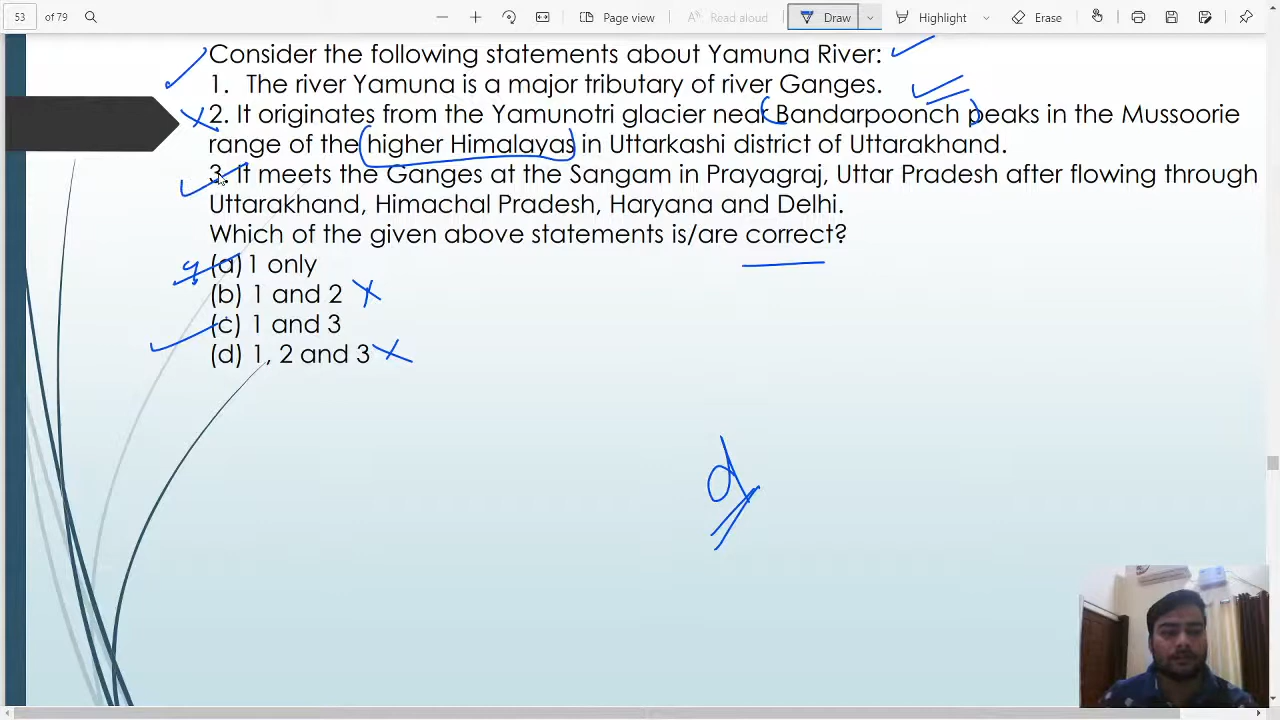 53 of 79 Page view Read aloud Draw Highlight Erase
Consider the following statements about Yamuna River:
1. The river Yamuna is a major tributary of river Ganges.
2. It originates from the Yamunotri glacier near Bandarpoonch peaks in the Mussoorie
range of the higher Himalayas in Uttarkashi district of Uttarakhand.
3. It meets the Ganges at the Sangam in Prayagraj, Uttar Pradesh after flowing through
Uttarakhand, Himachal Pradesh, Haryana and Delhi.
Which of the given above statements is/are correct?
(a) 1 only
(b) 1 and 2
(c) 1 and 3
(d) 1, 2 and 3
d